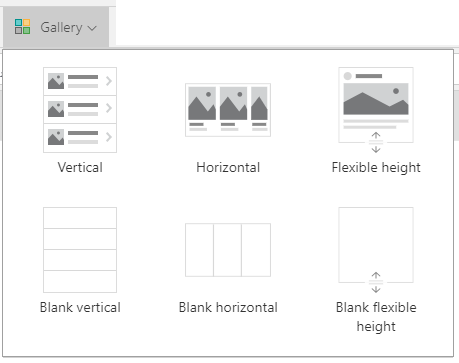 Gallery
Vertical
Horizontal
Flexible height
Blank vertical
Blank horizontal
Blank flexible
height